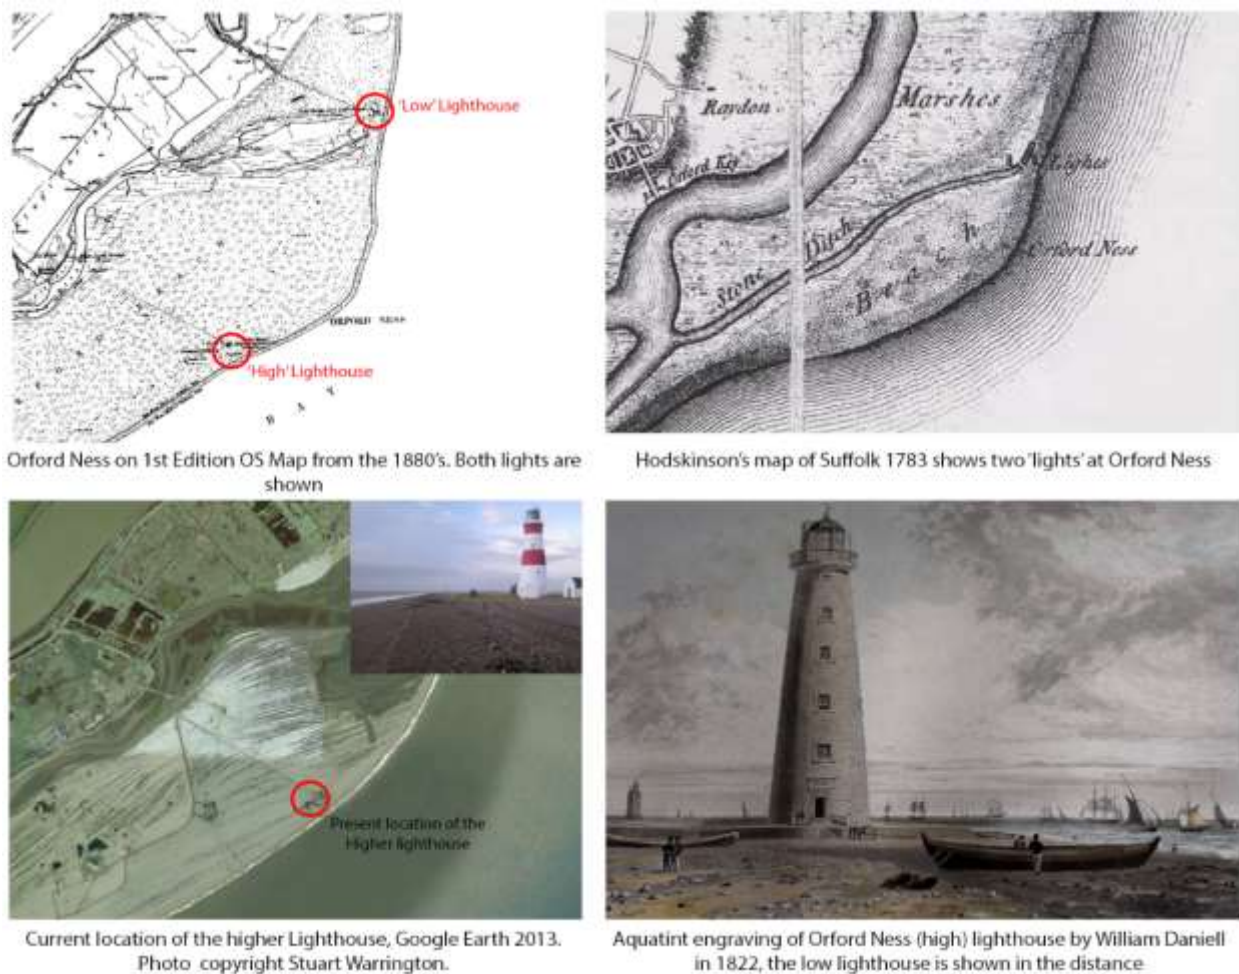 'Low' Lighthouse
ORFORD NESS
'High' Lighthouse
B A Y
Orford Ness on 1st Edition OS Map from the 1880's. Both lights are
shown
Raydon
Marshes
Orford Key
Lights
Stone Ditch
Beach
Orford Ness
Hodskinson's map of Suffolk 1783 shows two 'lights' at Orford Ness
Present location of the
Higher lighthouse
Current location of the higher Lighthouse, Google Earth 2013.
Photo copyright Stuart Warrington.
Aquatint engraving of Orford Ness (high) lighthouse by William Daniell
in 1822, the low lighthouse is shown in the distance